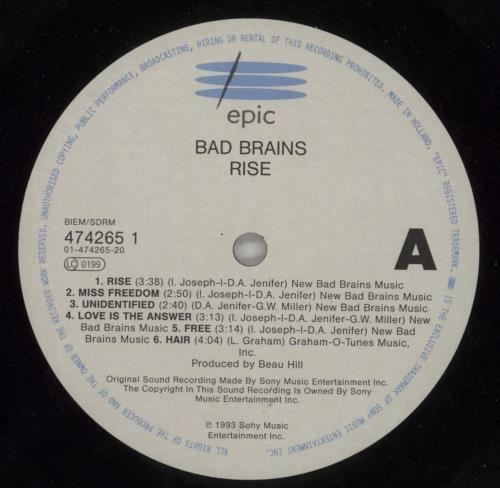 epic
BAD BRAINS
RISE
BIEM/SDRM
474265 1
01-474265-20
LC 0199
A
1. RISE (3:38) (I. Joseph-I-D.A. Jenifer) New Bad Brains Music
2. MISS FREEDOM (2:50) (I. Joseph-I-D.A. Jenifer) New Bad Brains Music
3. UNIDENTIFIED (2:40) (D.A. Jenifer-G.W. Miller) New Bad Brains Music
4. LOVE IS THE ANSWER (3:13) (I. Joseph-I-D.A. Jenifer-G.W. Miller) New
Bad Brains Music 5. FREE (3:14) (I. Joseph-I-D.A. Jenifer) New Bad
Brains Music 6. HAIR (4:04) (L. Graham) Graham-O-Tunes Music,
Inc.
Produced by Beau Hill
Original Sound Recording Made By Sony Music Entertainment Inc.
The Copyright In This Sound Recording Is Owned By Sony
Music Entertainment Inc.
℗ 1993 Sony Music
Entertainment Inc.
ALL RIGHTS OF THE PRODUCER AND OF THE OWNER OF THE RECORDED WORK RESERVED. UNAUTHORISED COPYING, PUBLIC PERFORMANCE, BROADCASTING, HIRING OR RENTAL OF THIS RECORDING PROHIBITED. MADE IN HOLLAND. "EPIC" REGISTERED TRADEMARK. IS THE EXCLUSIVE TRADEMARK OF SONY MUSIC ENTERTAINMENT INC.